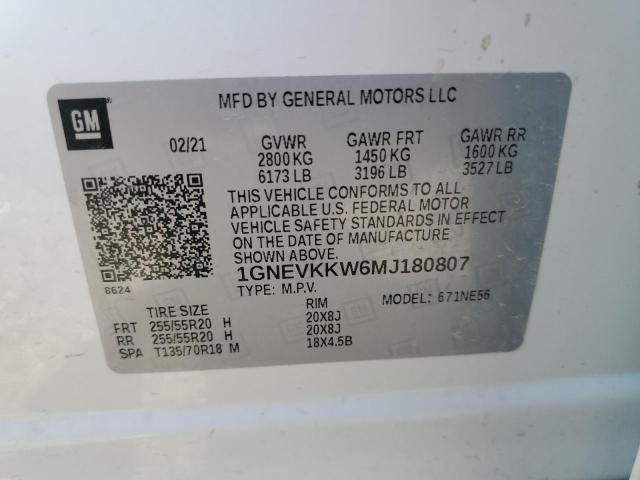 GM
MFD BY GENERAL MOTORS LLC
02/21 GVWR GAWR FRT GAWR RR
2800 KG 1450 KG 1600 KG
6173 LB 3196 LB 3527 LB
THIS VEHICLE CONFORMS TO ALL
APPLICABLE U.S. FEDERAL MOTOR
VEHICLE SAFETY STANDARDS IN EFFECT
ON THE DATE OF MANUFACTURE
SHOWN ABOVE.
8624
1GNEVKKW6MJ180807
TYPE: M.P.V. MODEL: 671NE56
TIRE SIZE RIM
FRT 255/55R20 H 20X8J
RR 255/55R20 H 20X8J
SPA T135/70R18 M 18X4.5B